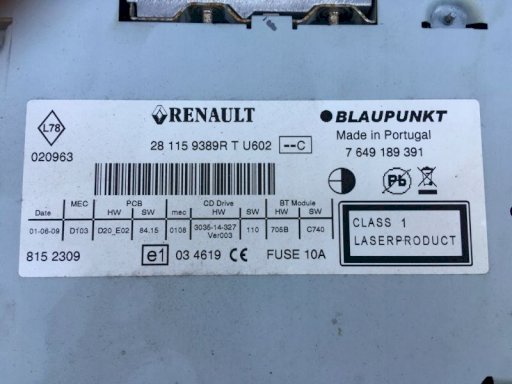 L78
RENAULT
BLAUPUNKT
28 115 9389R T U602 --C
Made in Portugal
020963
7 649 189 391
Pb
MEC PCB CD Drive BT Module
Date HW SW mec HW SW HW SW
01-06-09 DT03 D20_E02 84.15 0108 3036-14-327 Ver003 110 705B C740
CLASS 1
LASERPRODUCT
815 2309 e1 03 4619 CE FUSE 10A